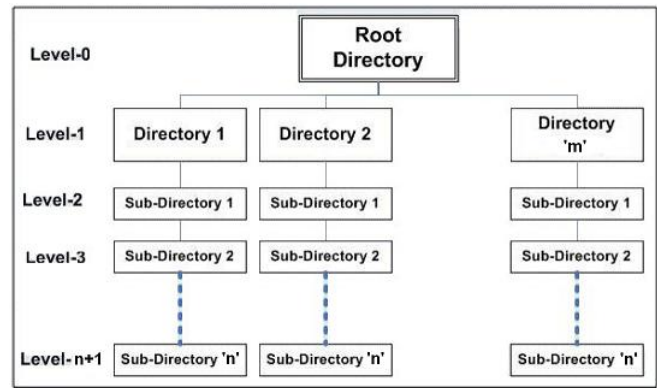 Level-0
Root
Directory
Level-1
Directory 1
Directory 2
Directory
'm'
Level-2
Sub-Directory 1
Sub-Directory 1
Sub-Directory 1
Level-3
Sub-Directory 2
Sub-Directory 2
Sub-Directory 2
Level-n+1
Sub-Directory 'n'
Sub-Directory 'n'
Sub-Directory 'n'